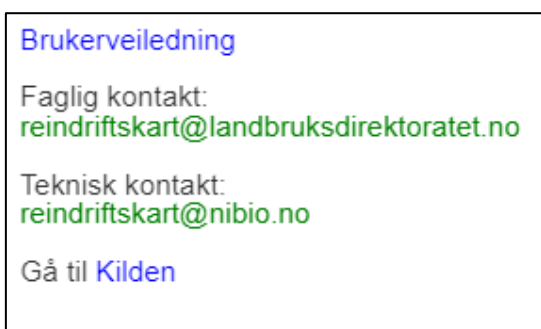 Brukerveiledning
Faglig kontakt:
reindriftskart@landbruksdirektoratet.no
Teknisk kontakt:
reindriftskart@nibio.no
Gå til Kilden